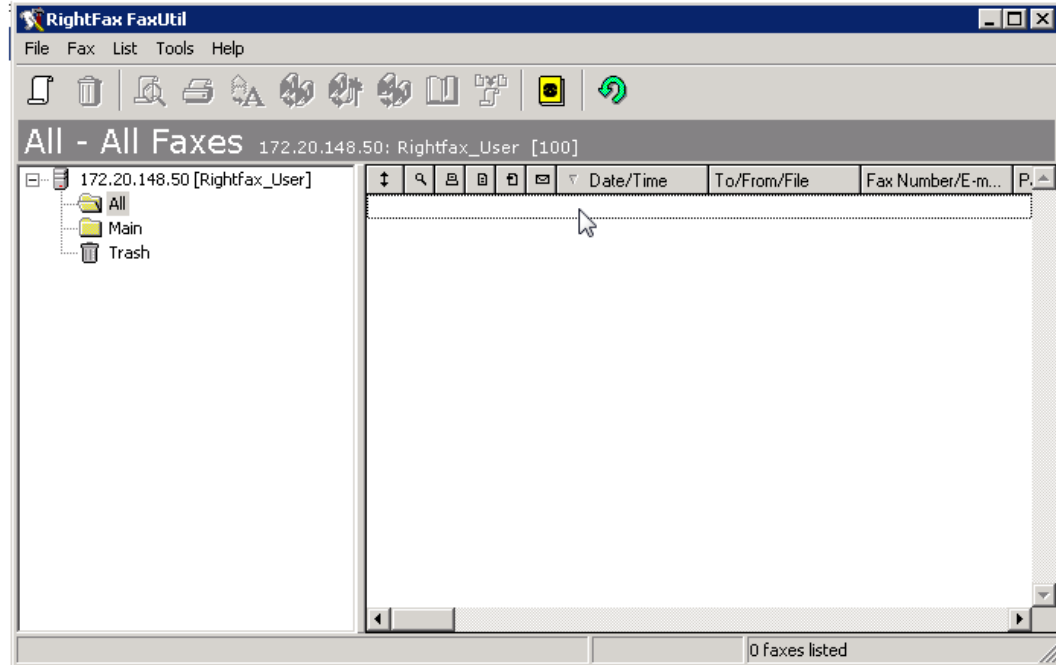 RightFax FaxUtil
File Fax List Tools Help
All - All Faxes 172.20.148.50: Rightfax_User [100]
172.20.148.50 [Rightfax_User]
All
Main
Trash
Date/Time To/From/File Fax Number/E-m... P.
0 faxes listed